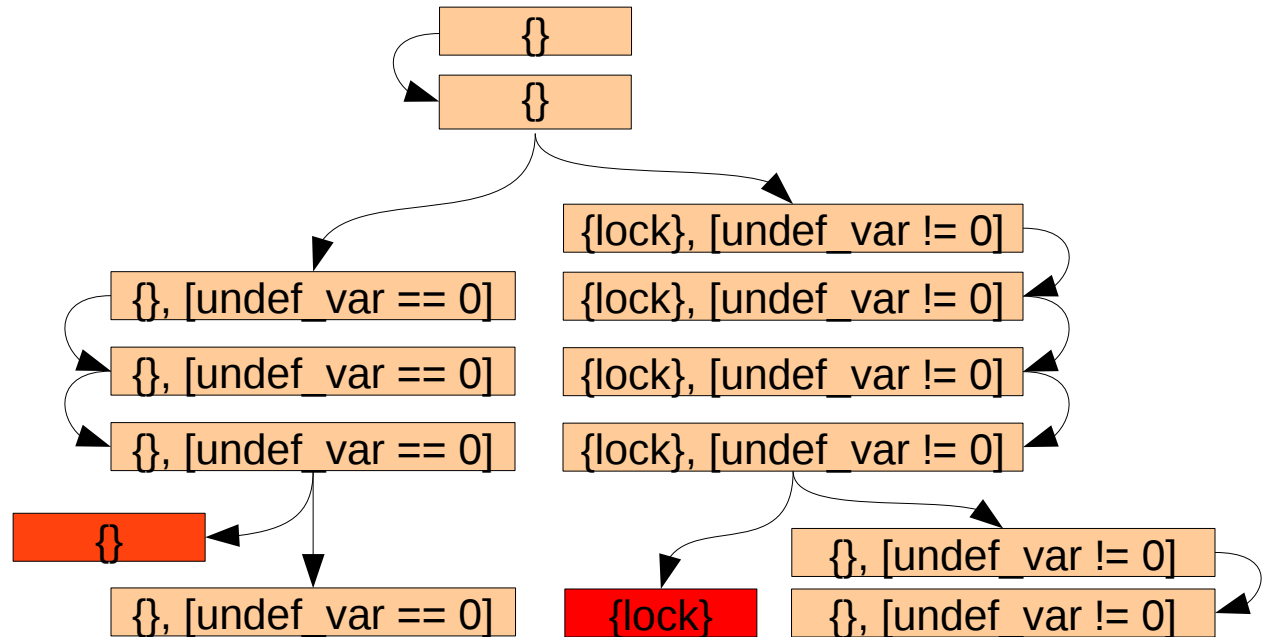 {}
{}
{lock}, [undef_var != 0]
{}, [undef_var == 0]
{lock}, [undef_var != 0]
{}, [undef_var == 0]
{lock}, [undef_var != 0]
{}, [undef_var == 0]
{lock}, [undef_var != 0]
{}
{}, [undef_var != 0]
{}, [undef_var == 0]
{lock}
{}, [undef_var != 0]